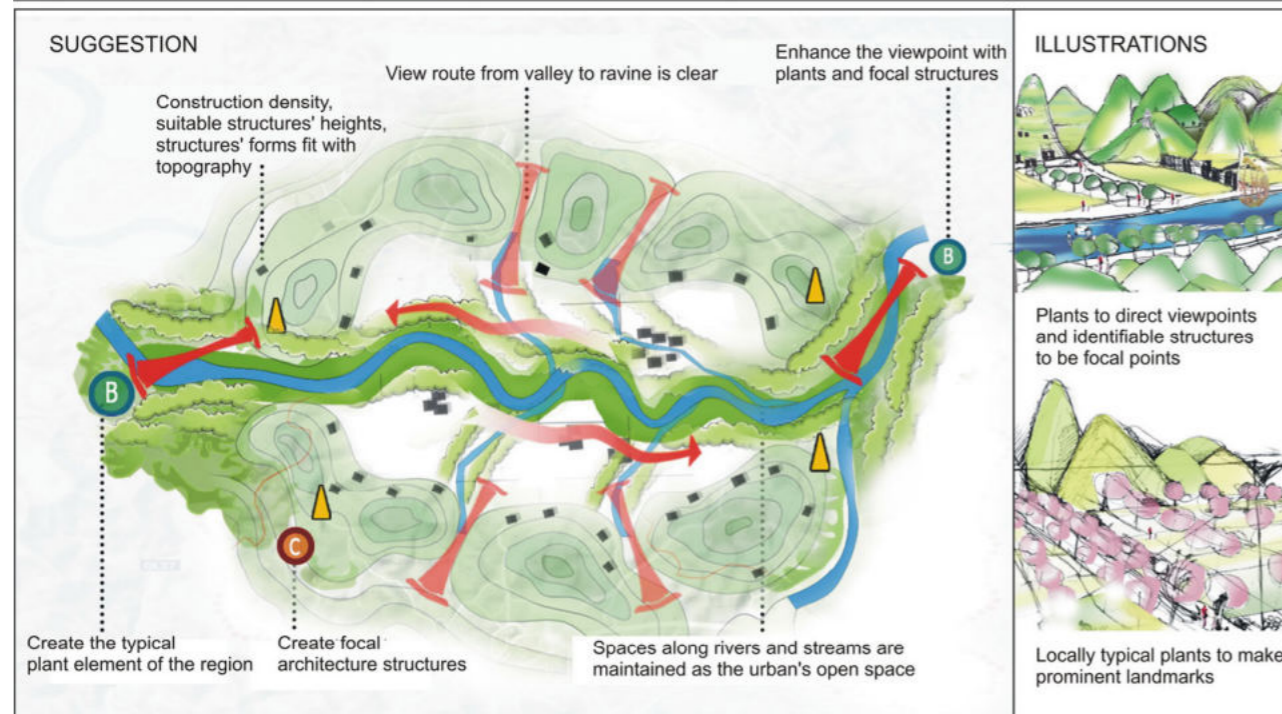 SUGGESTION
View route from valley to ravine is clear
Enhance the viewpoint with
plants and focal structures
Construction density,
suitable structures' heights,
structures' forms fit with
topography
B
B
C
Create the typical
plant element of the region
Create focal
architecture structures
Spaces along rivers and streams are
maintained as the urban's open space
ILLUSTRATIONS
Plants to direct viewpoints
and identifiable structures
to be focal points
Locally typical plants to make
prominent landmarks